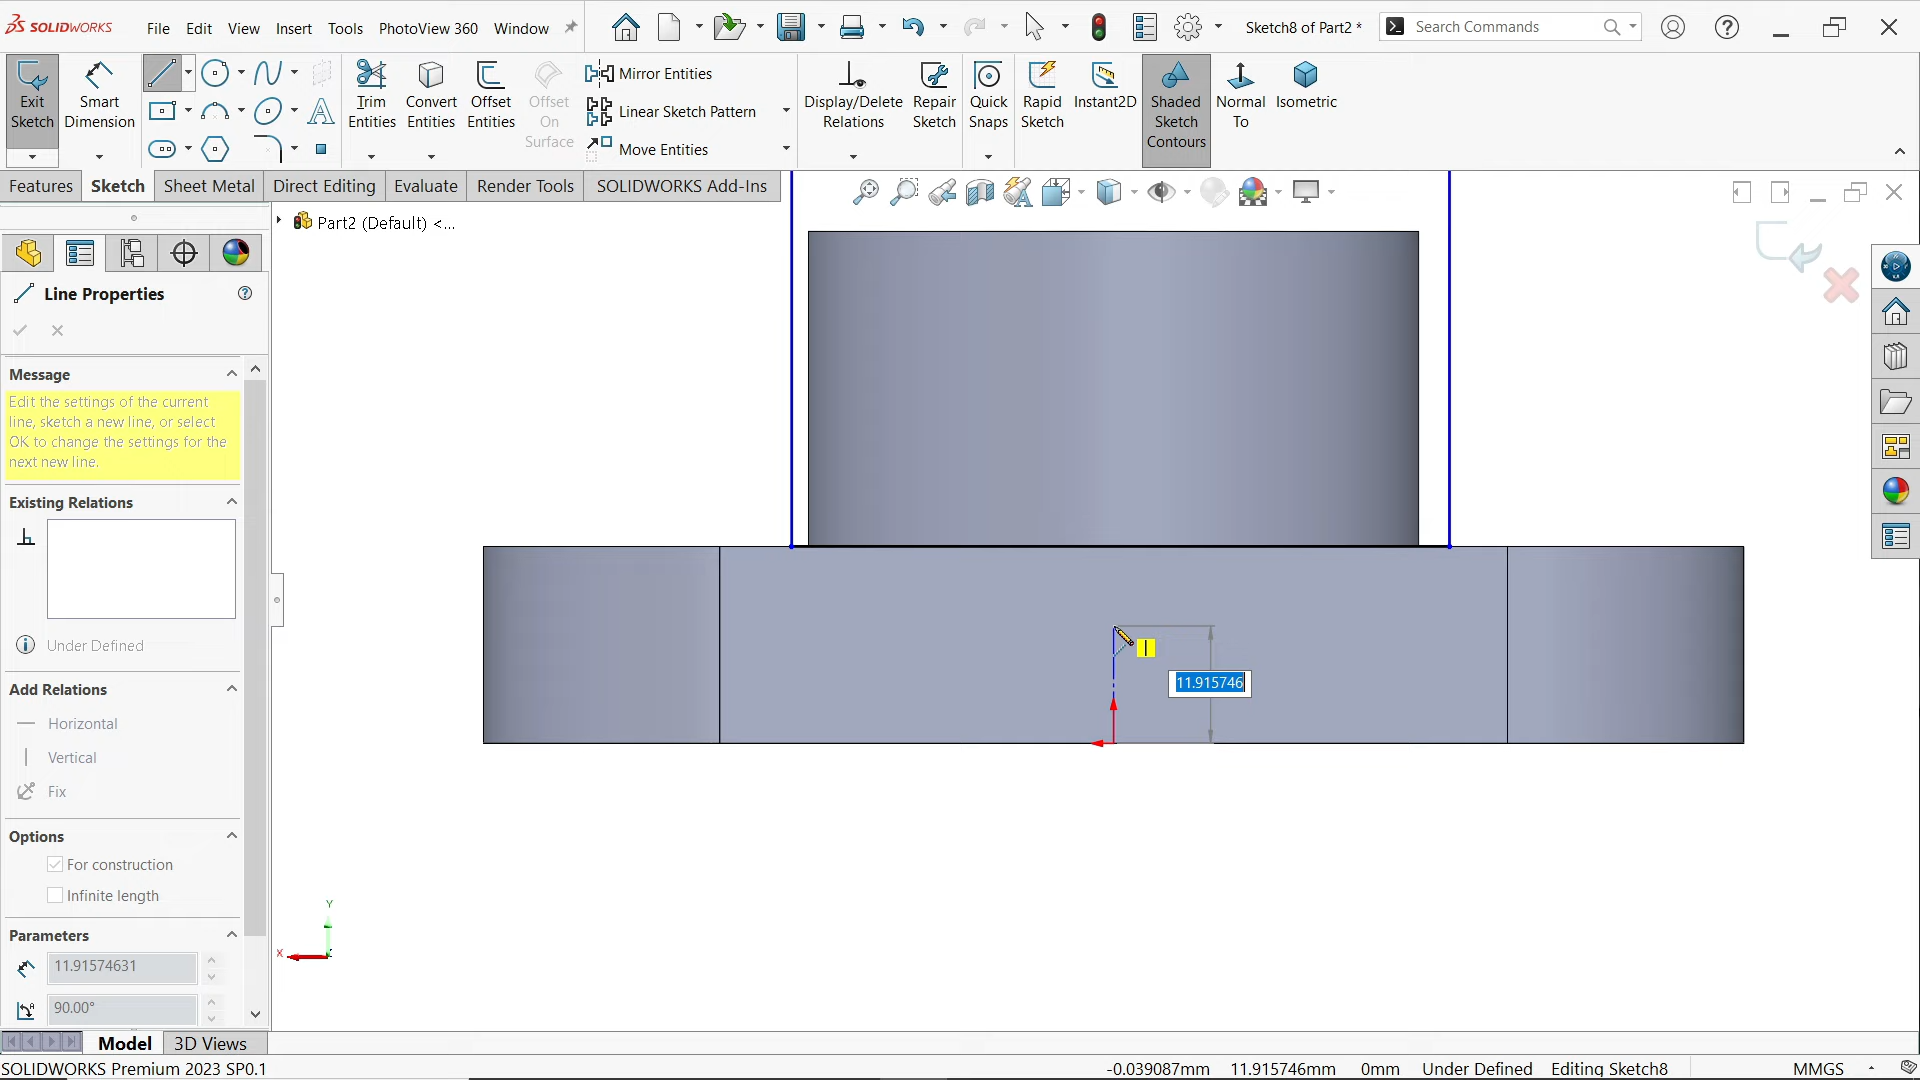 SOLIDWORKS
File Edit View Insert Tools PhotoView 360 Window
Sketch8 of Part2 *
Search Commands
Exit Sketch
Smart Dimension
Trim Entities
Convert Entities
Offset Entities
Offset On Surface
Mirror Entities
Linear Sketch Pattern
Move Entities
Display/Delete Relations
Repair Sketch
Quick Snaps
Rapid Sketch
Instant2D
Shaded Sketch Contours
Normal To
Isometric
Features Sketch Sheet Metal Direct Editing Evaluate Render Tools SOLIDWORKS Add-Ins
Part2 (Default) <...
Line Properties
Message
Edit the settings of the current
line, sketch a new line, or select
OK to change the settings for the
next new line.
Existing Relations
Under Defined
Add Relations
Horizontal
Vertical
Fix
Options
For construction
Infinite length
Parameters
11.91574631
90.00°
11.915746
Y
X
Model 3D Views
SOLIDWORKS Premium 2023 SP0.1
-0.039087mm 11.915746mm 0mm Under Defined Editing Sketch8 MMGS